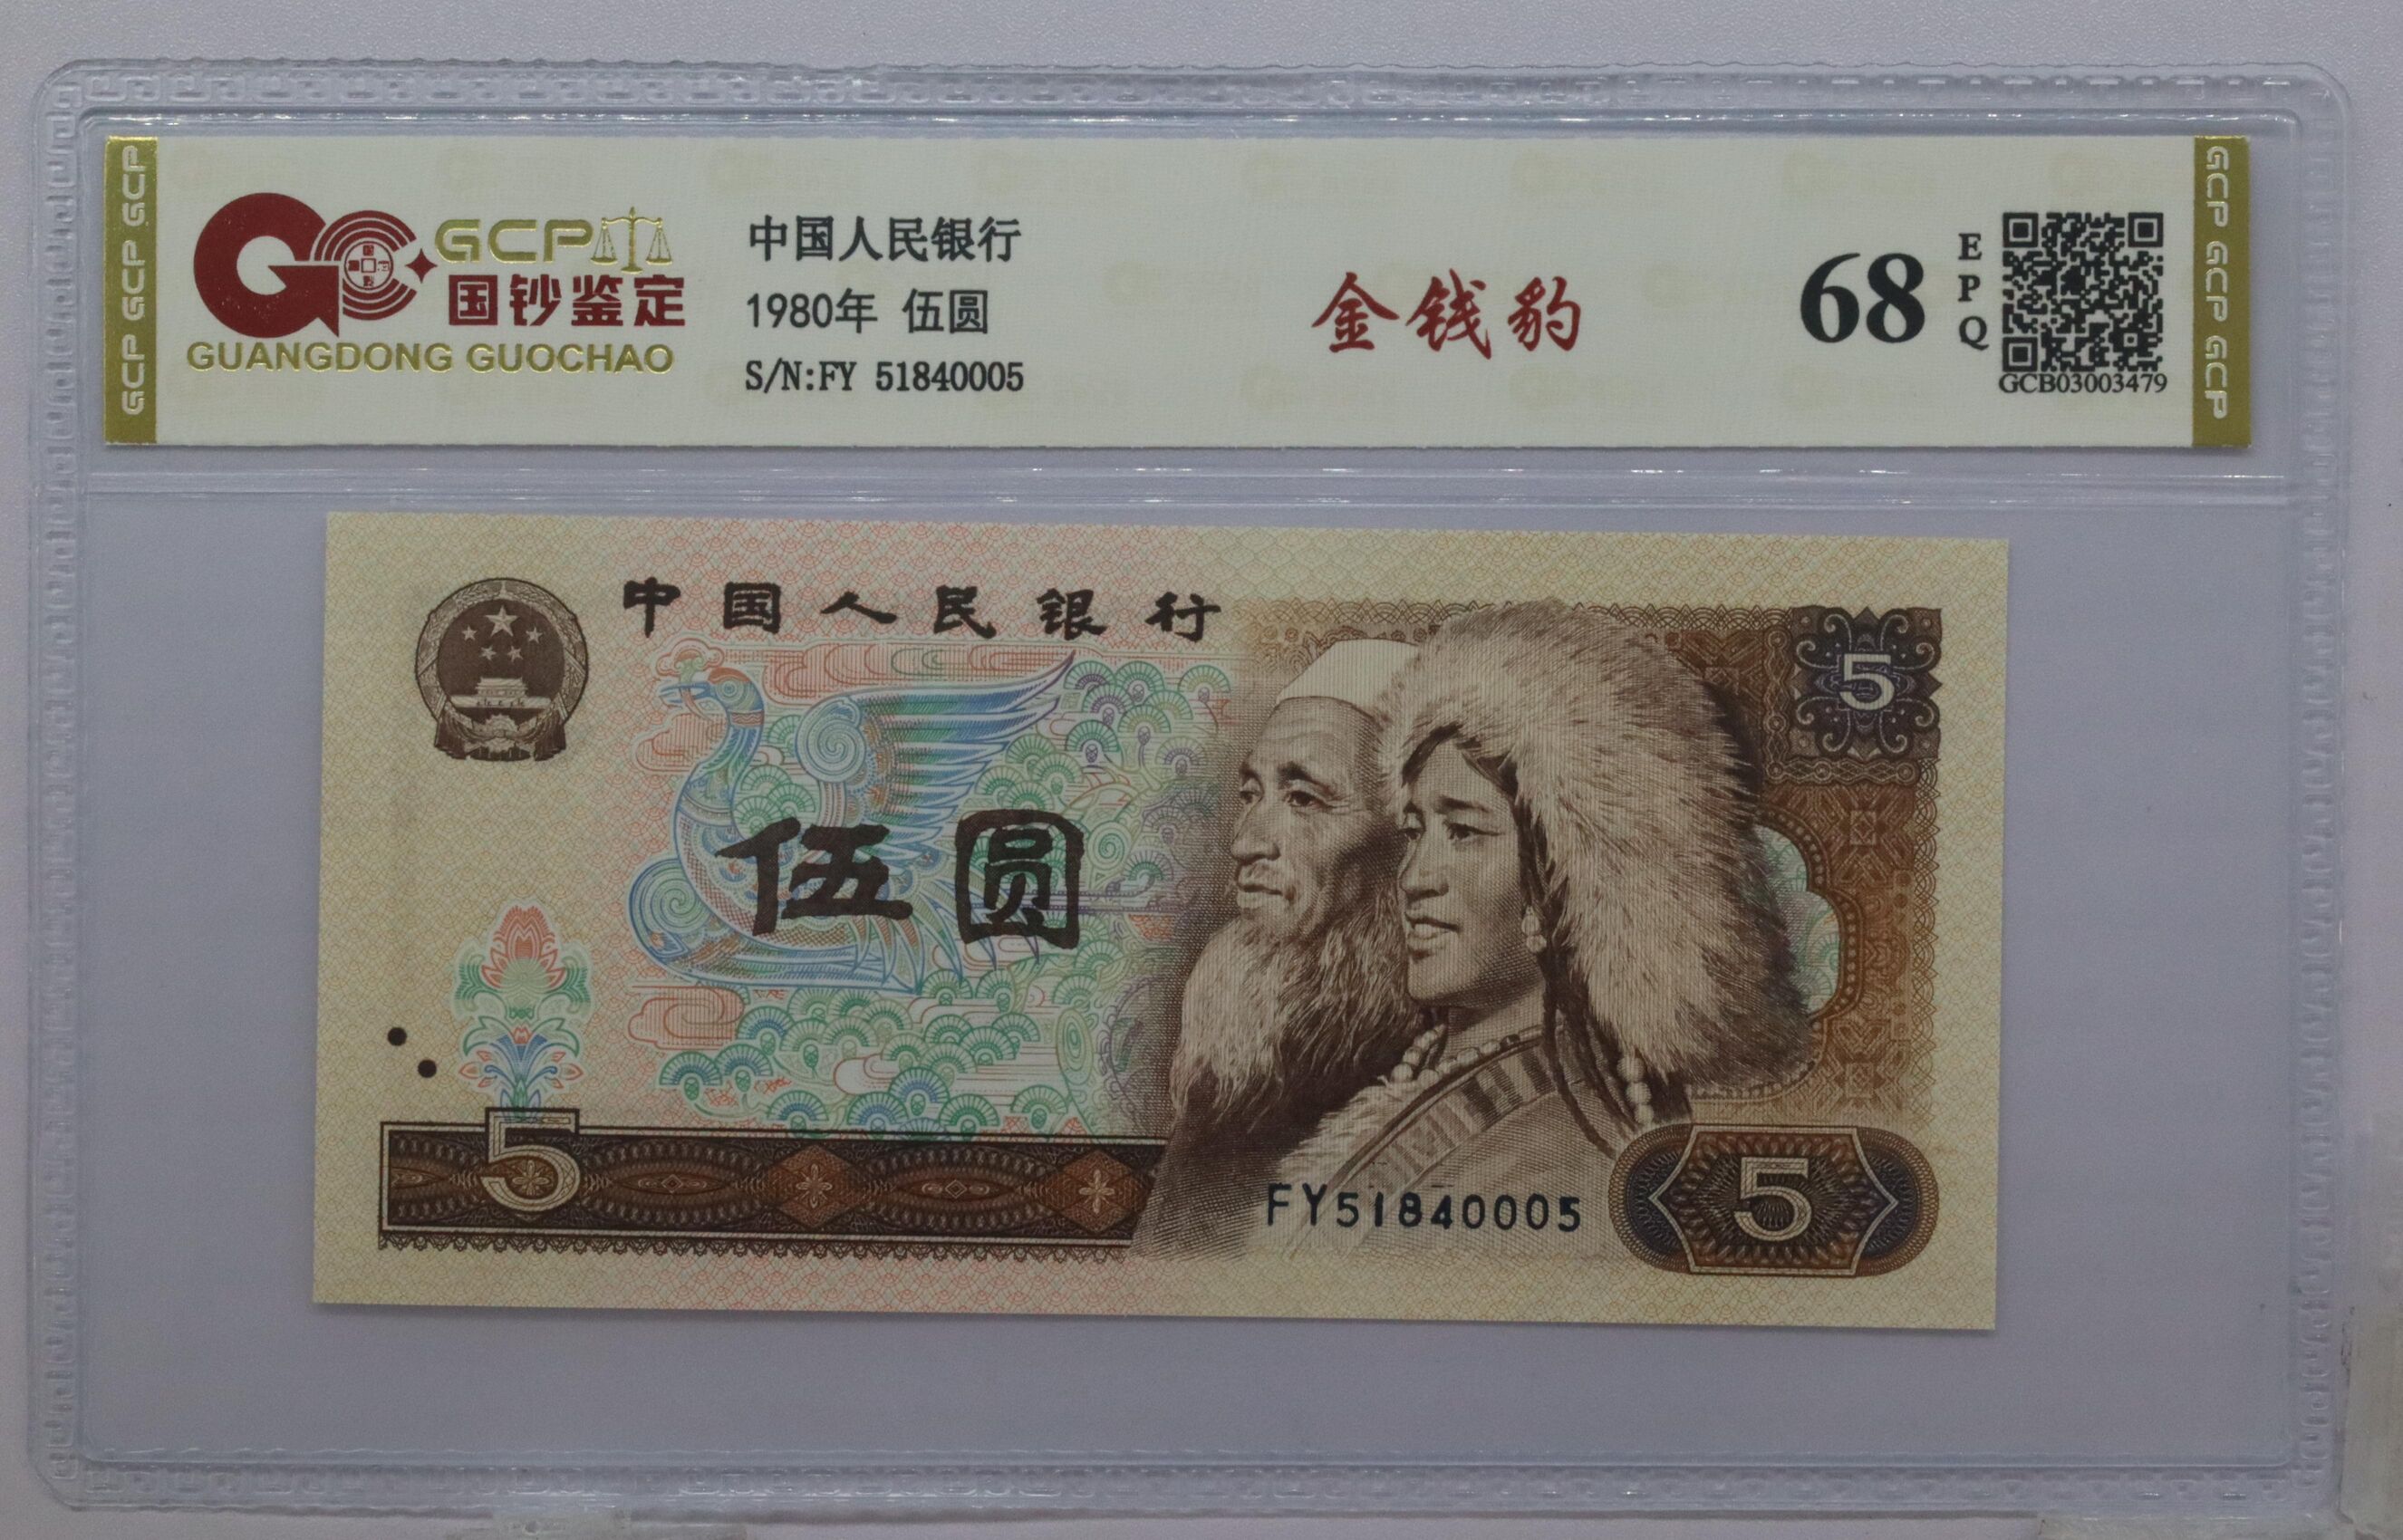 GCP GCP GCP
GCP
国钞鉴定
GUANGDONG GUOCHAO
中国人民银行
1980年 伍圆
S/N:FY 51840005
金钱豹
68
EPQ
GCB03003479
GCP GCP GCP
中国人民银行
5
伍圆
5
FY51840005
5